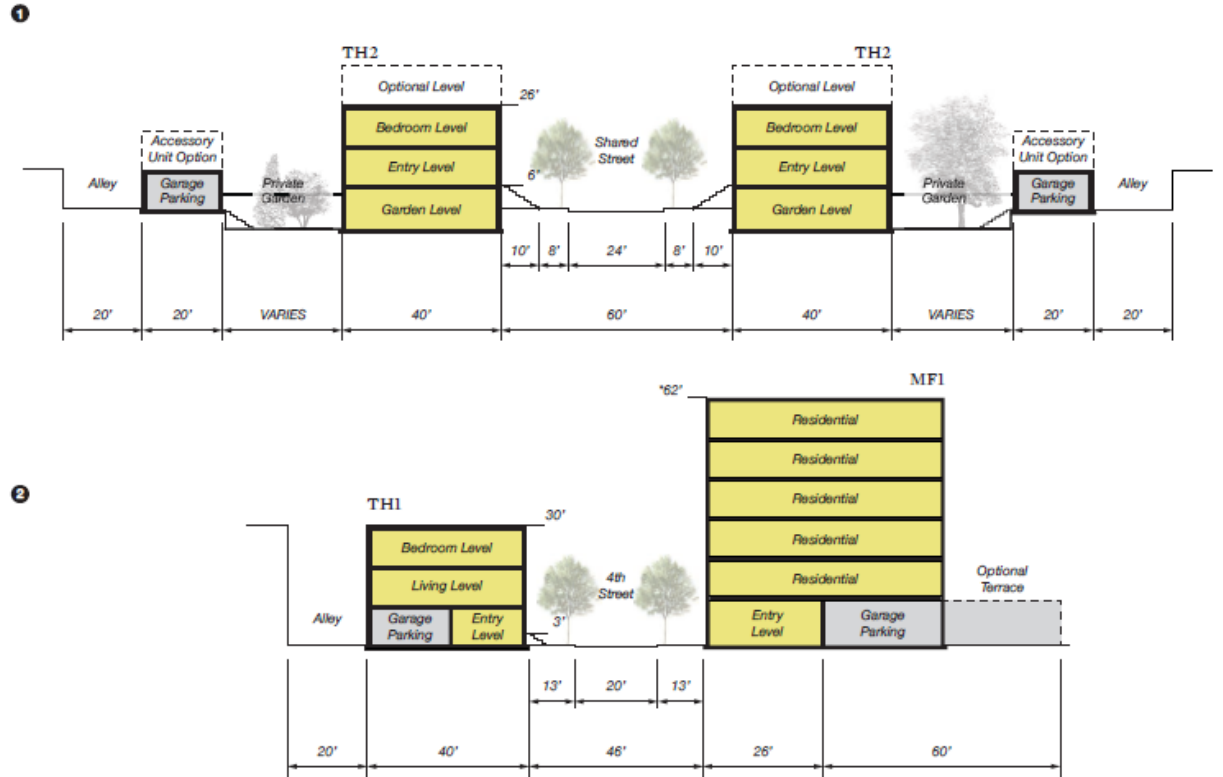 1
TH2
TH2
Optional Level
Optional Level
26'
Bedroom Level
Bedroom Level
Shared
Street
Accessory
Unit Option
Accessory
Unit Option
Entry Level
Entry Level
6'
Alley
Garage
Parking
Private
Garden
Private
Garden
Garage
Parking
Alley
Garden Level
Garden Level
10'
8'
24'
8'
10'
20'
20'
VARIES
40'
60'
40'
VARIES
20'
20'
MF1
*62'
Residential
Residential
2
Residential
TH1
30'
Residential
Bedroom Level
Residential
4th
Street
Optional
Terrace
Living Level
Alley
Garage
Parking
Entry
Level
3'
Entry
Level
Garage
Parking
13'
20'
13'
20'
40'
46'
26'
60'